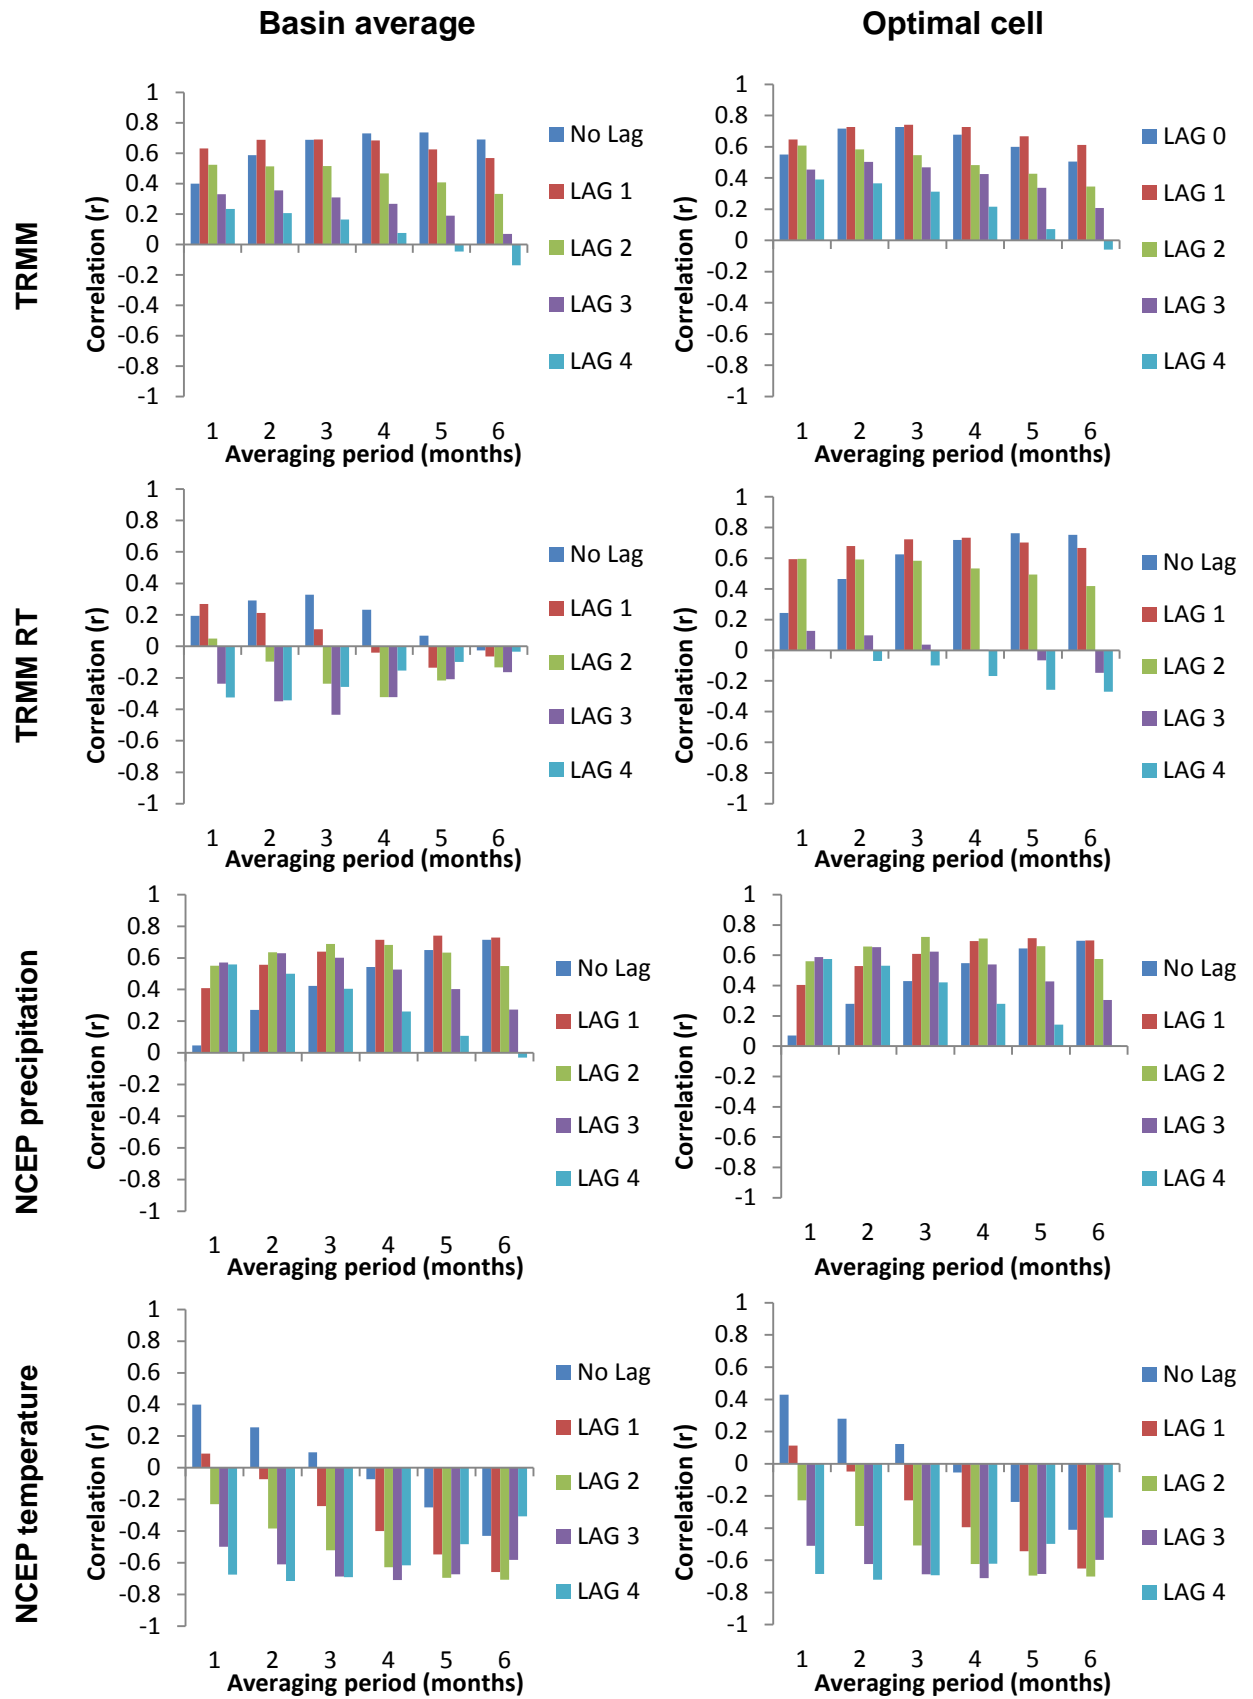 Basin average
Optimal cell
TRMM
Correlation (r)
1
0.8
0.6
0.4
0.2
0
-0.2
-0.4
-0.6
-0.8
-1
1 2 3 4 5 6
Averaging period (months)
No Lag
LAG 1
LAG 2
LAG 3
LAG 4
Correlation (r)
1
0.8
0.6
0.4
0.2
0
-0.2
-0.4
-0.6
-0.8
-1
1 2 3 4 5 6
Averaging period (months)
LAG 0
LAG 1
LAG 2
LAG 3
LAG 4
TRMM RT
Correlation (r)
1
0.8
0.6
0.4
0.2
0
-0.2
-0.4
-0.6
-0.8
-1
1 2 3 4 5 6
Averaging period (months)
No Lag
LAG 1
LAG 2
LAG 3
LAG 4
Correlation (r)
1
0.8
0.6
0.4
0.2
0
-0.2
-0.4
-0.6
-0.8
-1
1 2 3 4 5 6
Averaging period (months)
No Lag
LAG 1
LAG 2
LAG 3
LAG 4
NCEP precipitation
Correlation (r)
1
0.8
0.6
0.4
0.2
0
-0.2
-0.4
-0.6
-0.8
-1
1 2 3 4 5 6
Averaging period (months)
No Lag
LAG 1
LAG 2
LAG 3
LAG 4
Correlation (r)
1
0.8
0.6
0.4
0.2
0
-0.2
-0.4
-0.6
-0.8
-1
1 2 3 4 5 6
Averaging period (months)
No Lag
LAG 1
LAG 2
LAG 3
LAG 4
NCEP temperature
Correlation (r)
1
0.8
0.6
0.4
0.2
0
-0.2
-0.4
-0.6
-0.8
-1
1 2 3 4 5 6
Averaging period (months)
No Lag
LAG 1
LAG 2
LAG 3
LAG 4
Correlation (r)
1
0.8
0.6
0.4
0.2
0
-0.2
-0.4
-0.6
-0.8
-1
1 2 3 4 5 6
Averaging period (months)
No Lag
LAG 1
LAG 2
LAG 3
LAG 4